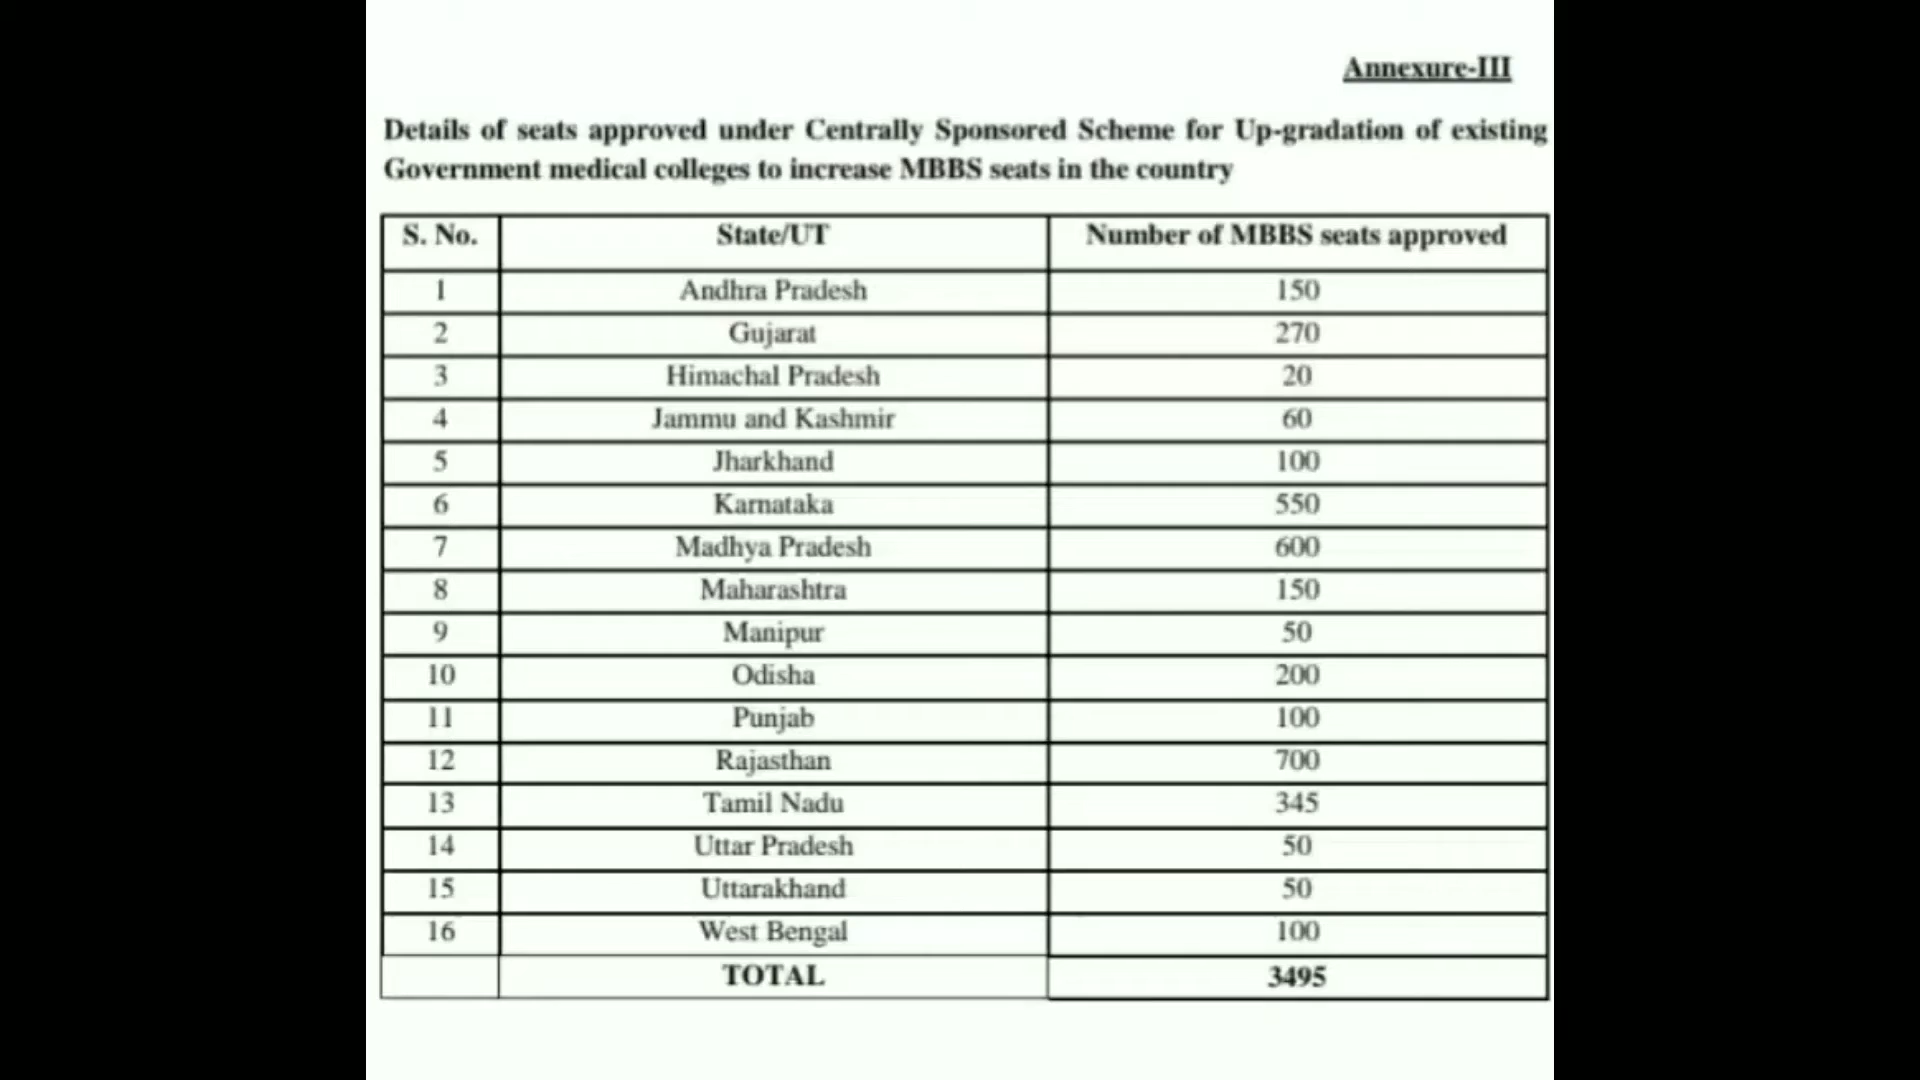 Annexure-III
Details of seats approved under Centrally Sponsored Scheme for Up-gradation of existing
Government medical colleges to increase MBBS seats in the country
S. No. State/UT Number of MBBS seats approved
1 Andhra Pradesh 150
2 Gujarat 270
3 Himachal Pradesh 20
4 Jammu and Kashmir 60
5 Jharkhand 100
6 Karnataka 550
7 Madhya Pradesh 600
8 Maharashtra 150
9 Manipur 50
10 Odisha 200
11 Punjab 100
12 Rajasthan 700
13 Tamil Nadu 345
14 Uttar Pradesh 50
15 Uttarakhand 50
16 West Bengal 100
TOTAL 3495